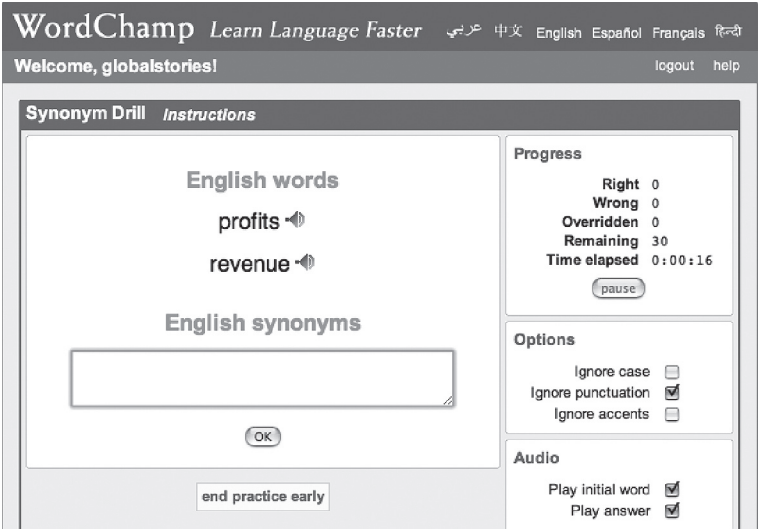 WordChamp Learn Language Faster عربي 中文 English Español Français हिन्दी
Welcome, globalstories! logout help
Synonym Drill Instructions
English words
profits
revenue
English synonyms
OK
end practice early
Progress
Right 0
Wrong 0
Overridden 0
Remaining 30
Time elapsed 0:00:16
pause
Options
Ignore case
Ignore punctuation
Ignore accents
Audio
Play initial word
Play answer